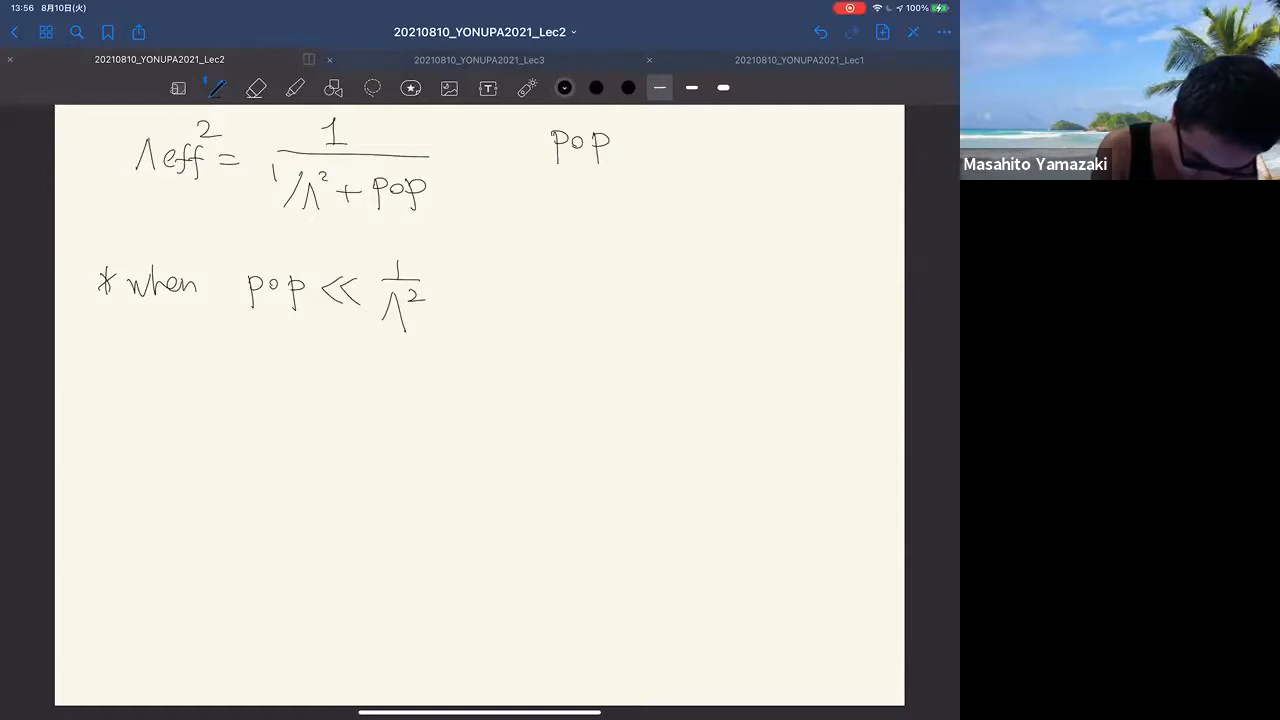 13:56 8月10日(火)
100%
20210810_YONUPA2021_Lec2
20210810_YONUPA2021_Lec2 20210810_YONUPA2021_Lec3 20210810_YONUPA2021_Lec1
Λeff² = 1 / (1/Λ² + pop) pop
* when pop << 1/Λ²
Masahito Yamazaki